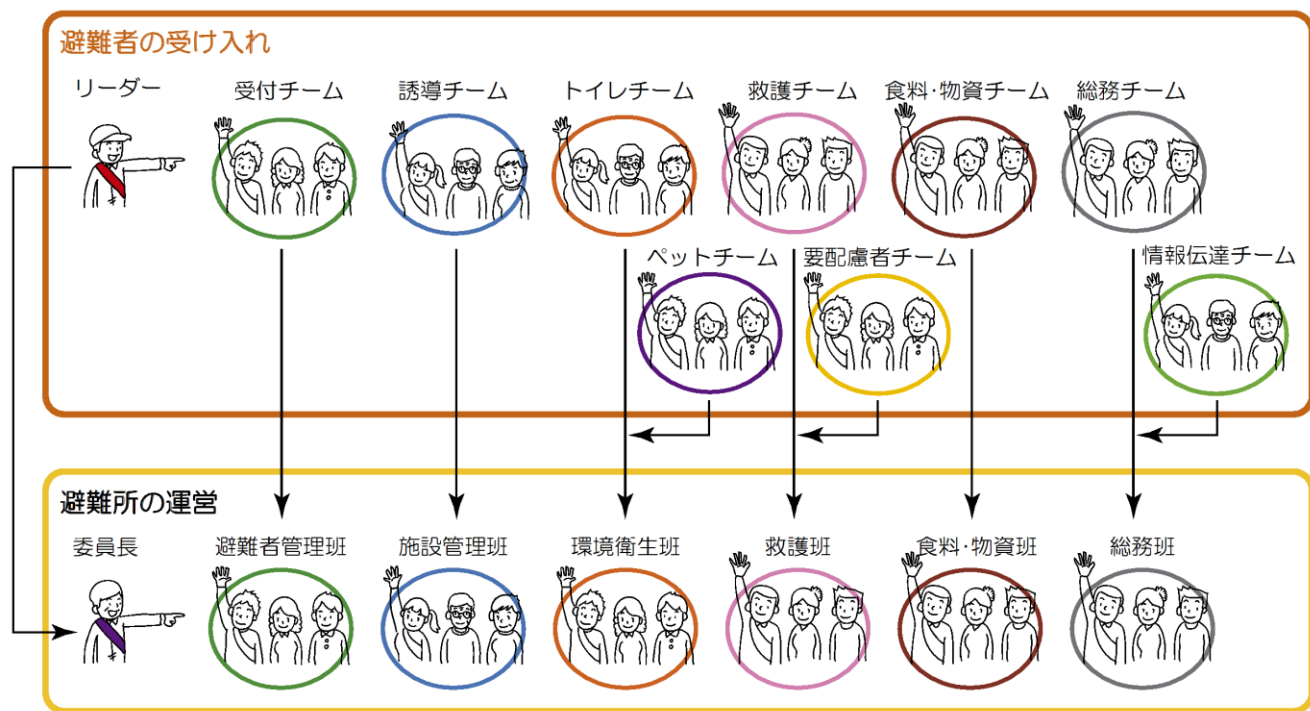 避難者の受け入れ
リーダー
受付チーム
誘導チーム
トイレチーム
救護チーム
食料･物資チーム
総務チーム
ペットチーム
要配慮者チーム
情報伝達チーム
避難所の運営
委員長
避難者管理班
施設管理班
環境衛生班
救護班
食料･物資班
総務班